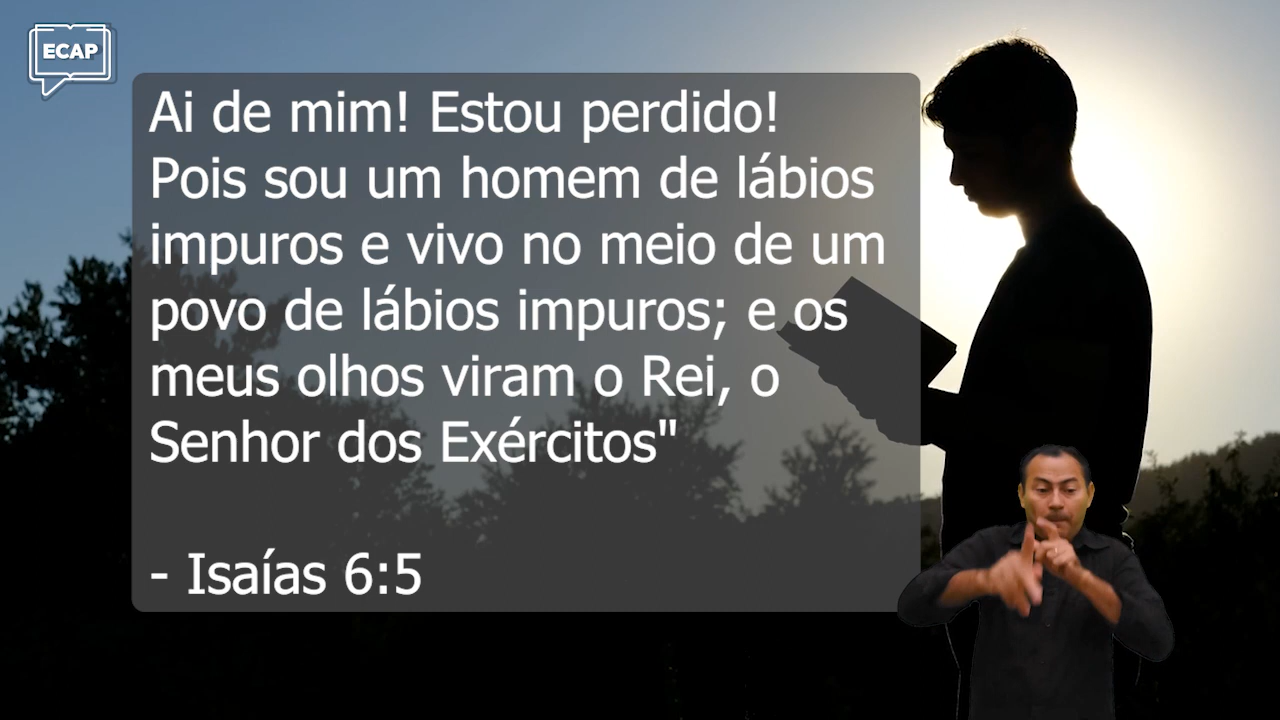 ECAP
Ai de mim! Estou perdido!
Pois sou um homem de lábios
impuros e vivo no meio de um
povo de lábios impuros; e os
meus olhos viram o Rei, o
Senhor dos Exércitos"
- Isaías 6:5